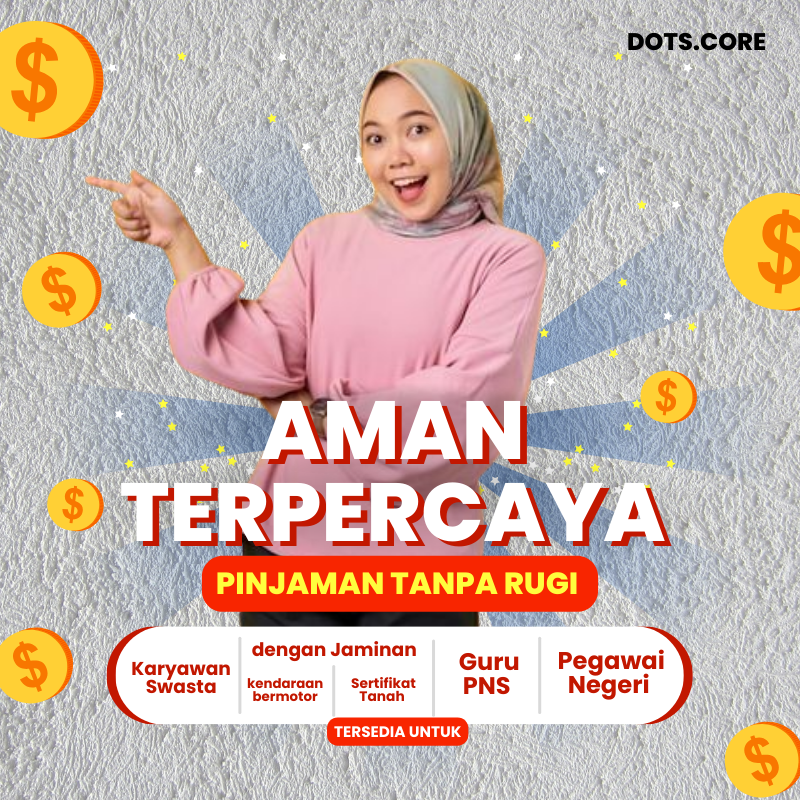 DOTS.CORE
$
$
$
$
$
AMAN
TERPERCAYA
PINJAMAN TANPA RUGI
Karyawan
Swasta
dengan Jaminan
kendaraan
bermotor
Sertifikat
Tanah
Guru
PNS
Pegawai
Negeri
TERSEDIA UNTUK
$
$